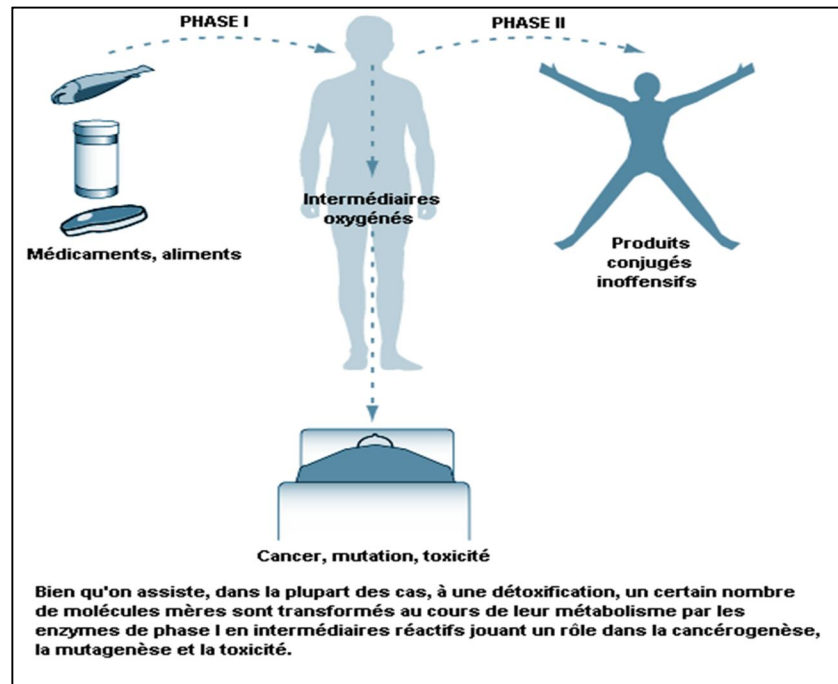 PHASE I
PHASE II
Intermédiaires
oxygénés
Médicaments, aliments
Produits
conjugués
inoffensifs
Cancer, mutation, toxicité
Bien qu'on assiste, dans la plupart des cas, à une détoxification, un certain nombre
de molécules mères sont transformés au cours de leur métabolisme par les
enzymes de phase I en intermédiaires réactifs jouant un rôle dans la cancérogenèse,
la mutagenèse et la toxicité.